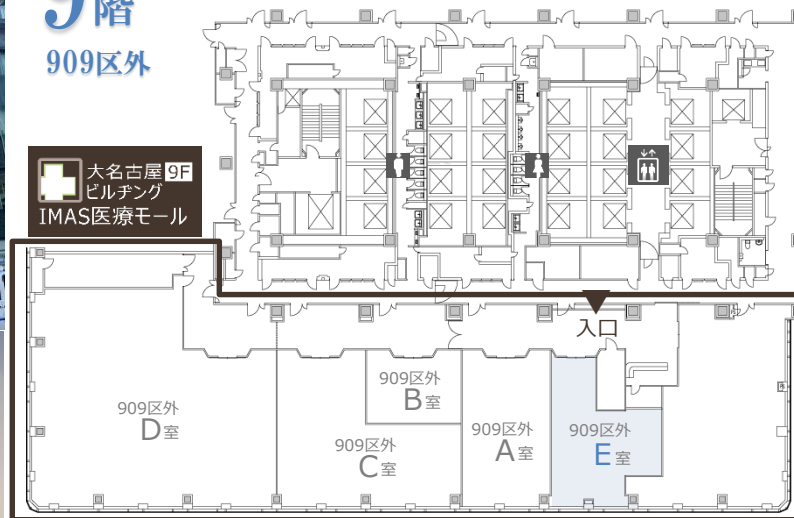 9階
909区外
大名古屋 9F
ビルヂング
IMAS医療モール
入口
909区外
B室
909区外
D室
909区外
C室
909区外
A室
909区外
E室